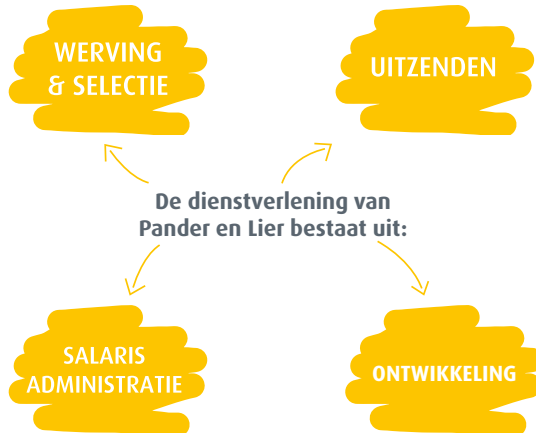 WERVING
& SELECTIE
UITZENDEN
De dienstverlening van
Pander en Lier bestaat uit:
SALARIS
ADMINISTRATIE
ONTWIKKELING